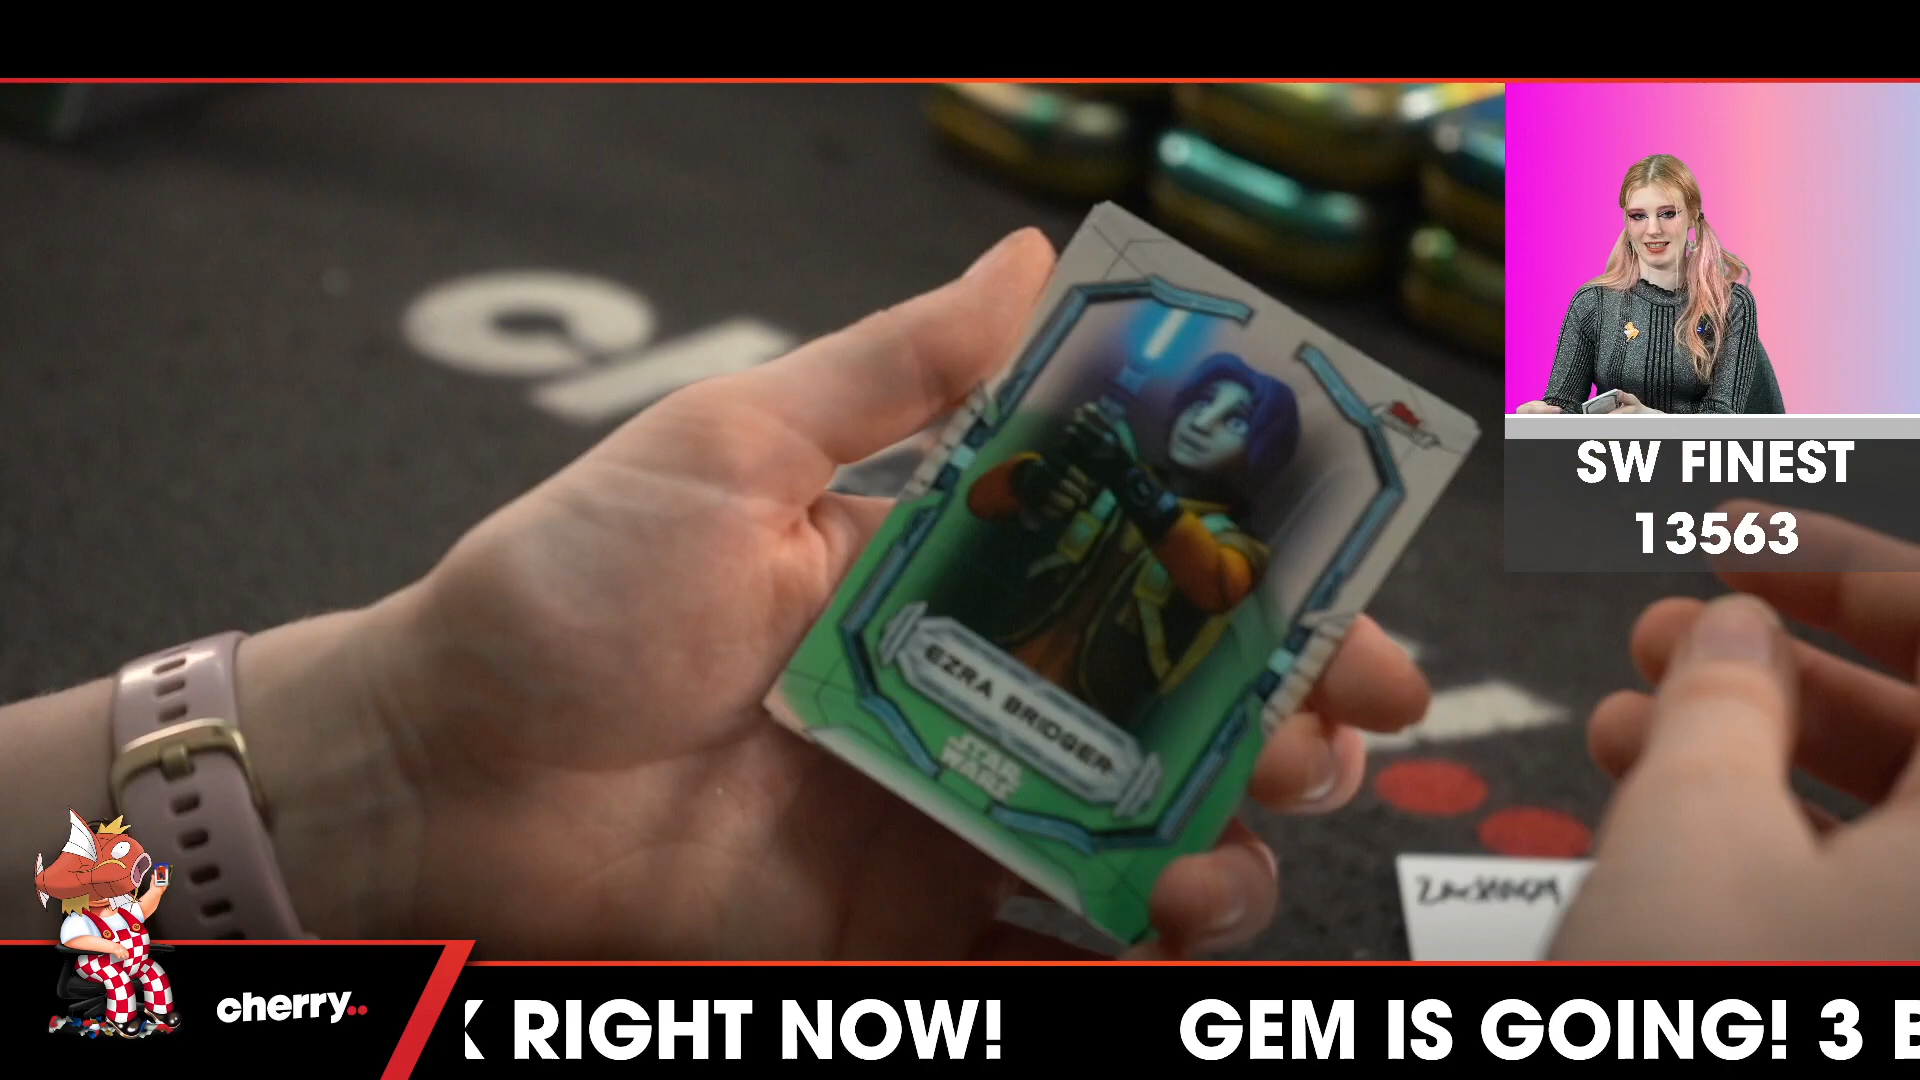 SW FINEST
13563
EZRA BRIDGER
STAR
WARS
cherry..
RIGHT NOW!
GEM IS GOING! 3